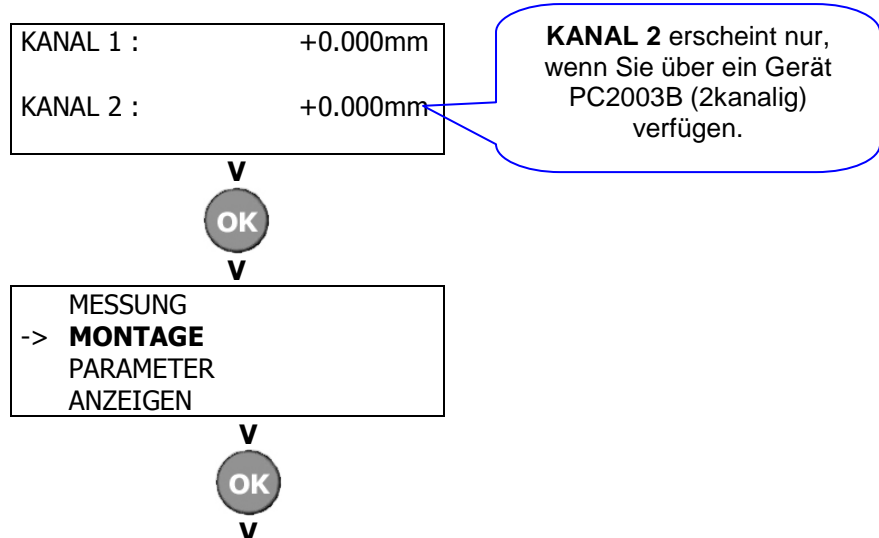 KANAL 1 : +0.000mm
KANAL 2 : +0.000mm
KANAL 2 erscheint nur,
wenn Sie über ein Gerät
PC2003B (2kanalig)
verfügen.
v
OK
v
MESSUNG
-> MONTAGE
PARAMETER
ANZEIGEN
v
OK
v